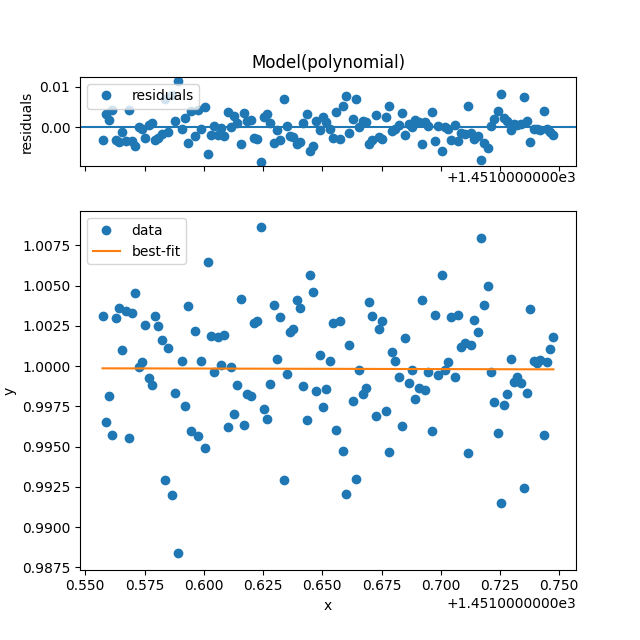 Model(polynomial)
0.01
0.00
residuals
residuals
+1.4510000000e3
1.0075
1.0050
1.0025
1.0000
0.9975
0.9950
0.9925
0.9900
0.9875
y
data
best-fit
0.550 0.575 0.600 0.625 0.650 0.675 0.700 0.725 0.750
x
+1.4510000000e3